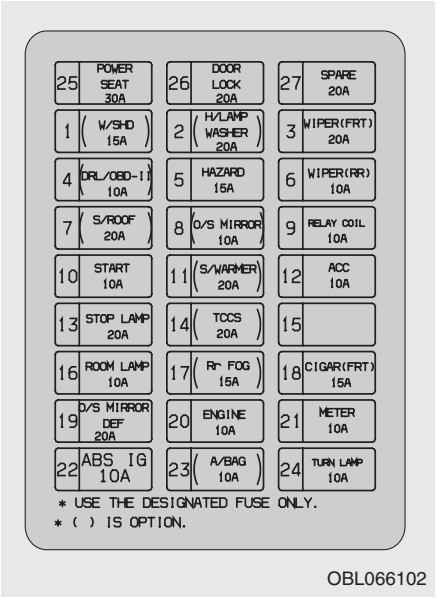 25 POWER SEAT 30A
26 DOOR LOCK 20A
27 SPARE 20A
1 ( W/SHD 15A )
2 ( H/LAMP WASHER 20A )
3 WIPER(FRT) 20A
4 (DRL/OBD-II 10A )
5 HAZARD 15A
6 WIPER(RR) 10A
7 ( S/ROOF 20A )
8 (O/S MIRROR 10A )
9 RELAY COIL 10A
10 START 10A
11 ( S/WARMER 20A )
12 ACC 10A
13 STOP LAMP 20A
14 ( TCCS 20A )
15
16 ROOM LAMP 10A
17 ( Rr FOG 15A )
18 CIGAR(FRT) 15A
19 O/S MIRROR DEF 20A
20 ENGINE 10A
21 METER 10A
22 ABS IG 10A
23 ( A/BAG 10A )
24 TURN LAMP 10A
* USE THE DESIGNATED FUSE ONLY.
* ( ) IS OPTION.
OBL066102